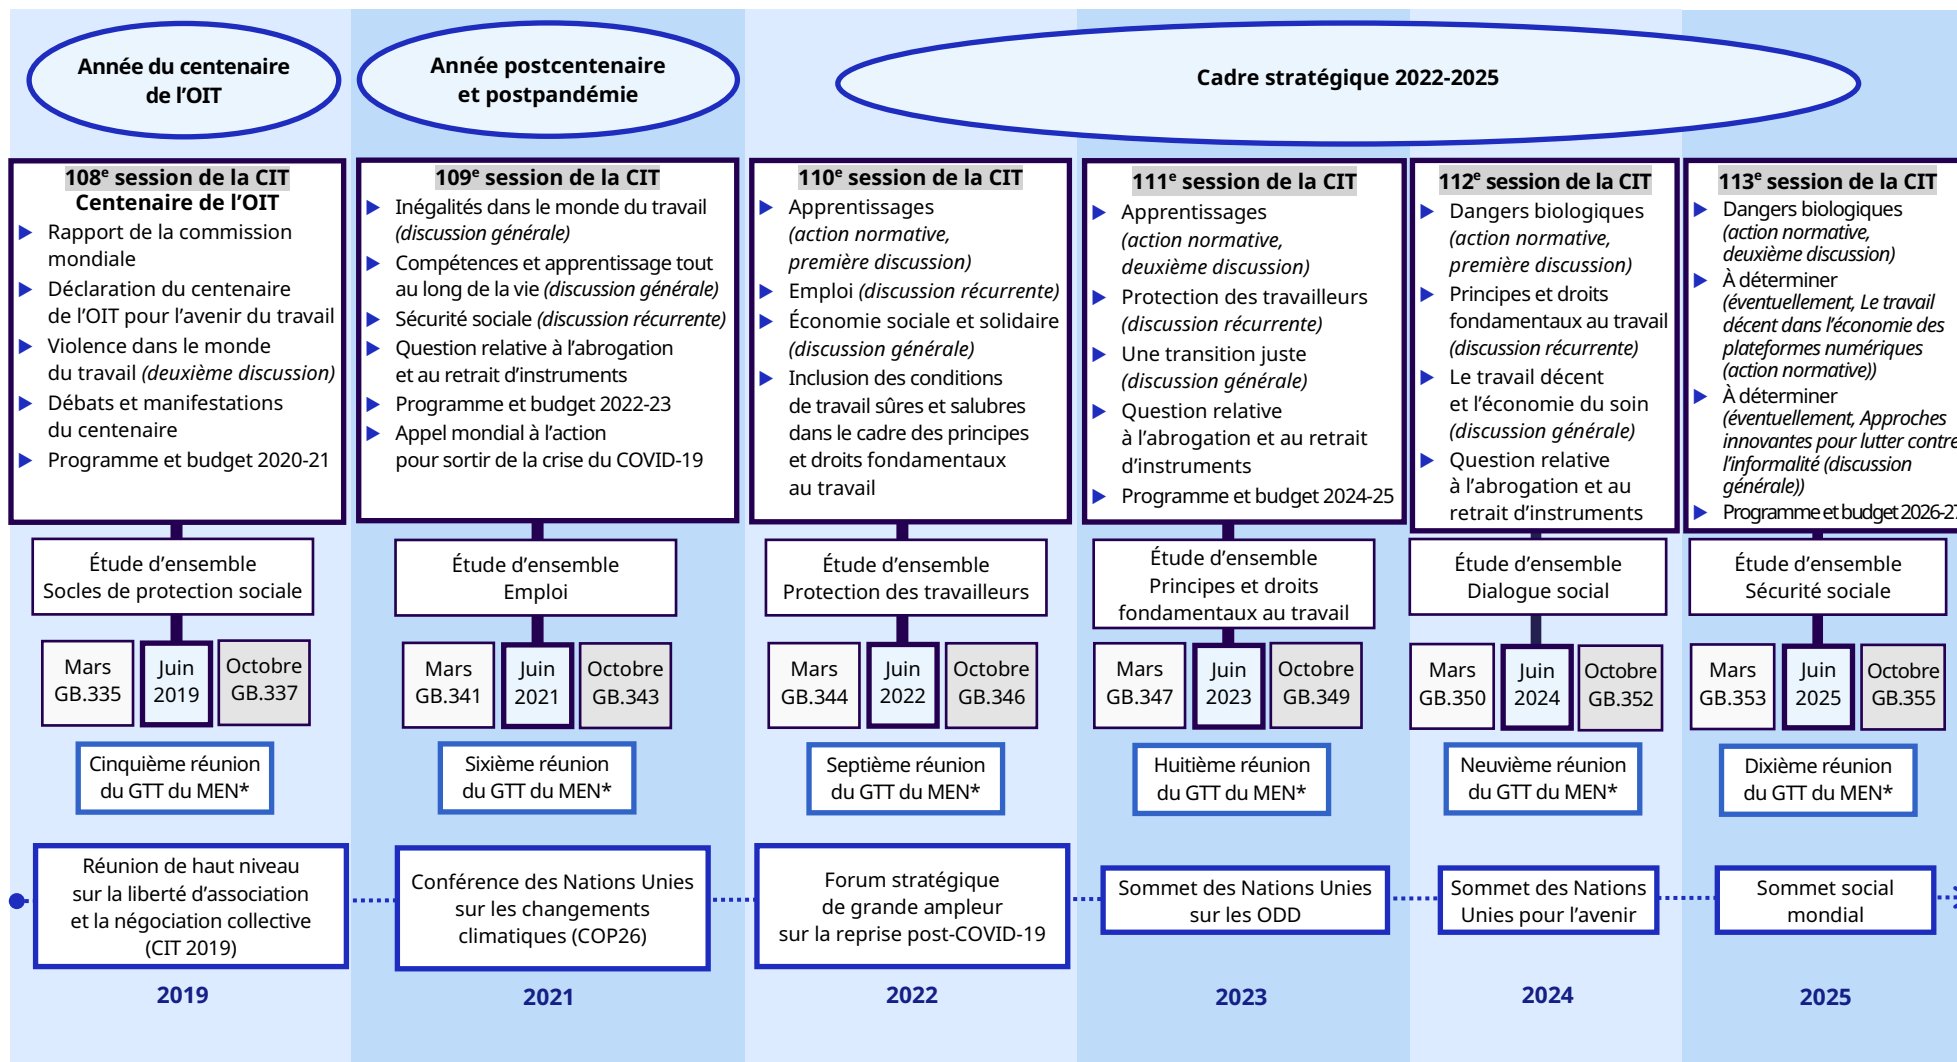 Année du centenaire
de l’OIT
Année postcentenaire
et postpandémie
Cadre stratégique 2022-2025
108e session de la CIT
Centenaire de l’OIT
Rapport de la commission
mondiale
Déclaration du centenaire
de l’OIT pour l’avenir du travail
Violence dans le monde
du travail (deuxième discussion)
Débats et manifestations
du centenaire
Programme et budget 2020-21
109e session de la CIT
Inégalités dans le monde du travail
(discussion générale)
Compétences et apprentissage tout
au long de la vie (discussion générale)
Sécurité sociale (discussion récurrente)
Question relative à l’abrogation
et au retrait d’instruments
Programme et budget 2022-23
Appel mondial à l’action
pour sortir de la crise du COVID-19
110e session de la CIT
Apprentissages
(action normative,
première discussion)
Emploi (discussion récurrente)
Économie sociale et solidaire
(discussion générale)
Inclusion des conditions
de travail sûres et salubres
dans le cadre des principes
et droits fondamentaux
au travail
111e session de la CIT
Apprentissages
(action normative,
deuxième discussion)
Protection des travailleurs
(discussion récurrente)
Une transition juste
(discussion générale)
Question relative
à l’abrogation et au retrait
d’instruments
Programme et budget 2024-25
112e session de la CIT
Dangers biologiques
(action normative,
première discussion)
Principes et droits
fondamentaux au travail
(discussion récurrente)
Le travail décent
et l’économie du soin
(discussion générale)
Question relative
à l’abrogation et au
retrait d’instruments
113e session de la CIT
Dangers biologiques
(action normative,
deuxième discussion)
À déterminer
(éventuellement, Le travail
décent dans l’économie des
plateformes numériques
(action normative))
À déterminer
(éventuellement, Approches
innovantes pour lutter contre
l’informalité (discussion
générale))
Programme et budget 2026-27
Étude d’ensemble
Socles de protection sociale
Étude d’ensemble
Emploi
Étude d’ensemble
Protection des travailleurs
Étude d’ensemble
Principes et droits
fondamentaux au travail
Étude d’ensemble
Dialogue social
Étude d’ensemble
Sécurité sociale
Mars
GB.335
Juin
2019
Octobre
GB.337
Mars
GB.341
Juin
2021
Octobre
GB.343
Mars
GB.344
Juin
2022
Octobre
GB.346
Mars
GB.347
Juin
2023
Octobre
GB.349
Mars
GB.350
Juin
2024
Octobre
GB.352
Mars
GB.353
Juin
2025
Octobre
GB.355
Cinquième réunion
du GTT du MEN*
Sixième réunion
du GTT du MEN*
Septième réunion
du GTT du MEN*
Huitième réunion
du GTT du MEN*
Neuvième réunion
du GTT du MEN*
Dixième réunion
du GTT du MEN*
Réunion de haut niveau
sur la liberté d’association
et la négociation collective
(CIT 2019)
Conférence des Nations Unies
sur les changements
climatiques (COP26)
Forum stratégique
de grande ampleur
sur la reprise post-COVID-19
Sommet des Nations Unies
sur les ODD
Sommet des Nations
Unies pour l’avenir
Sommet social
mondial
2019
2021
2022
2023
2024
2025